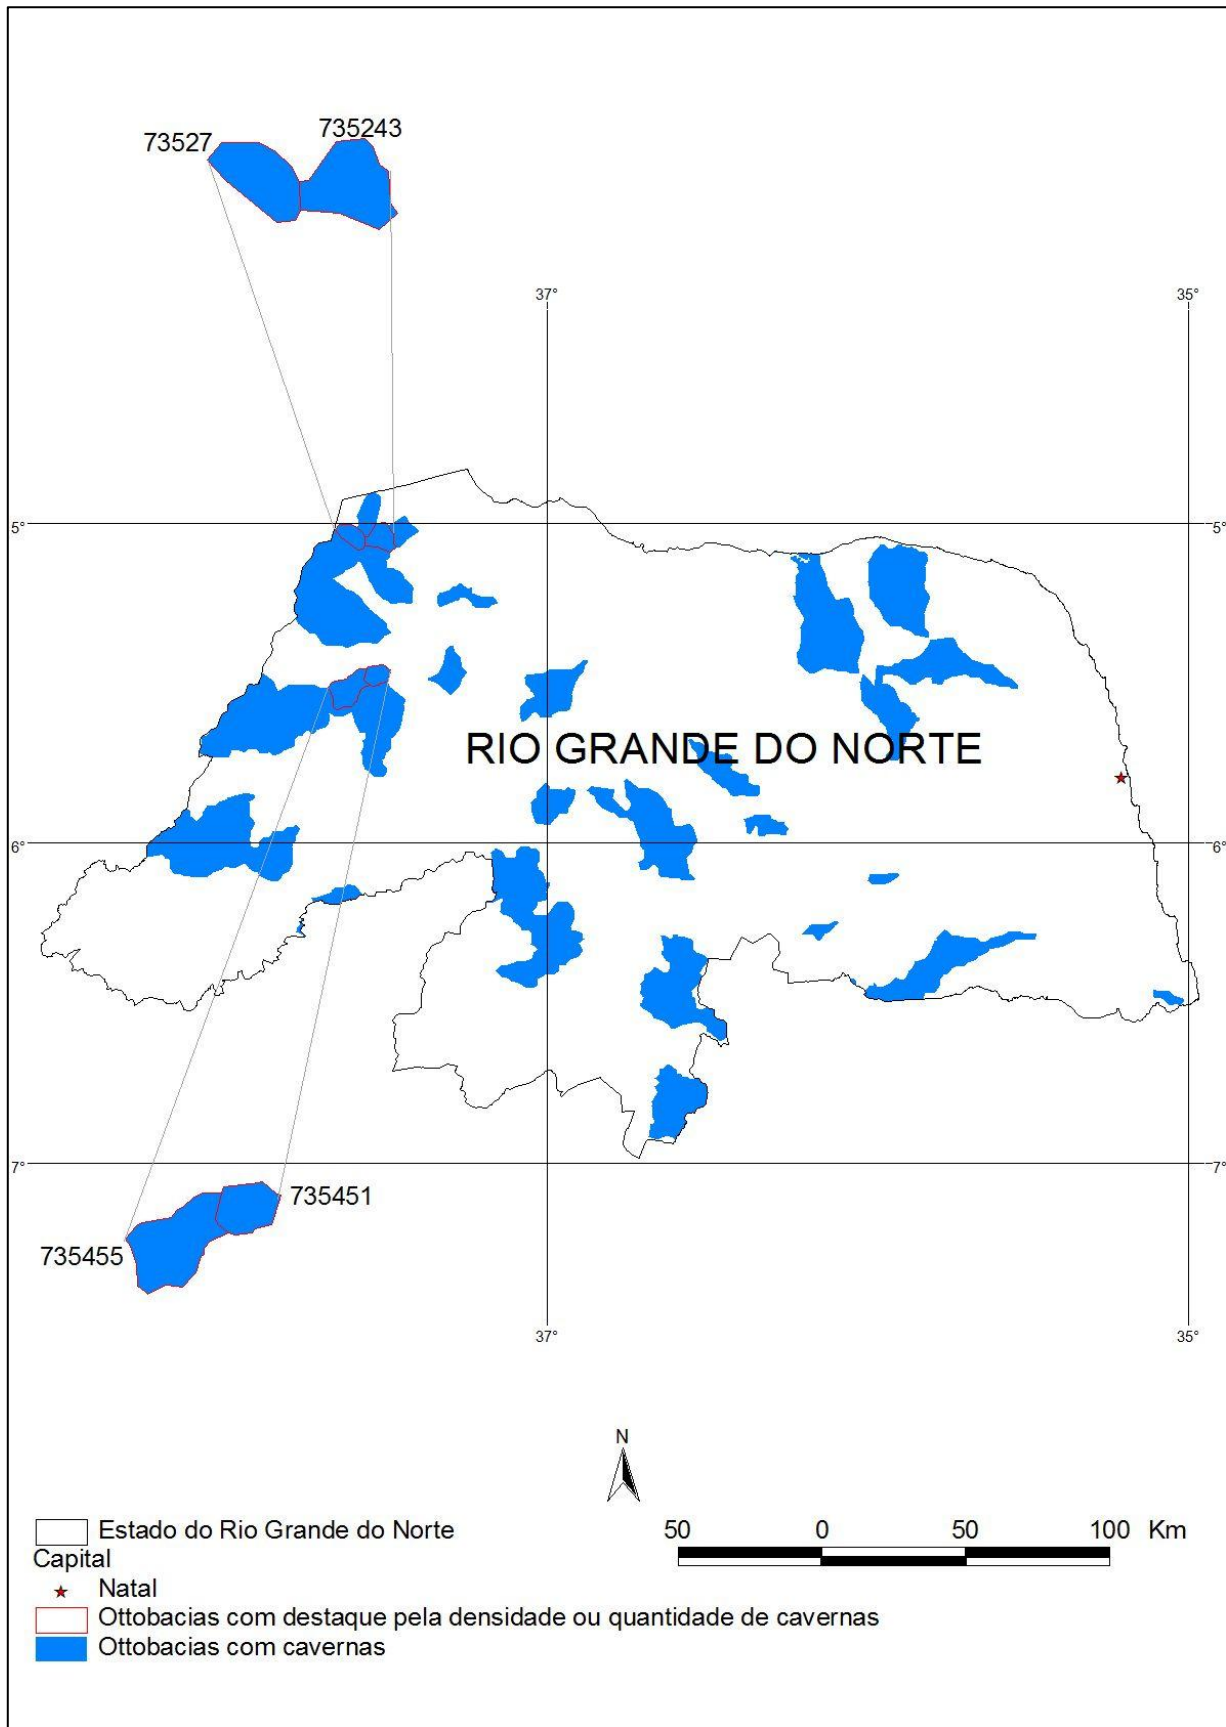 735243
73527
37°
35°
5°
5°
RIO GRANDE DO NORTE
6°
6°
7°
7°
735451
735455
37°
35°
N
Estado do Rio Grande do Norte
50 0 50 100 Km
Capital
Natal
Ottobacias com destaque pela densidade ou quantidade de cavernas
Ottobacias com cavernas